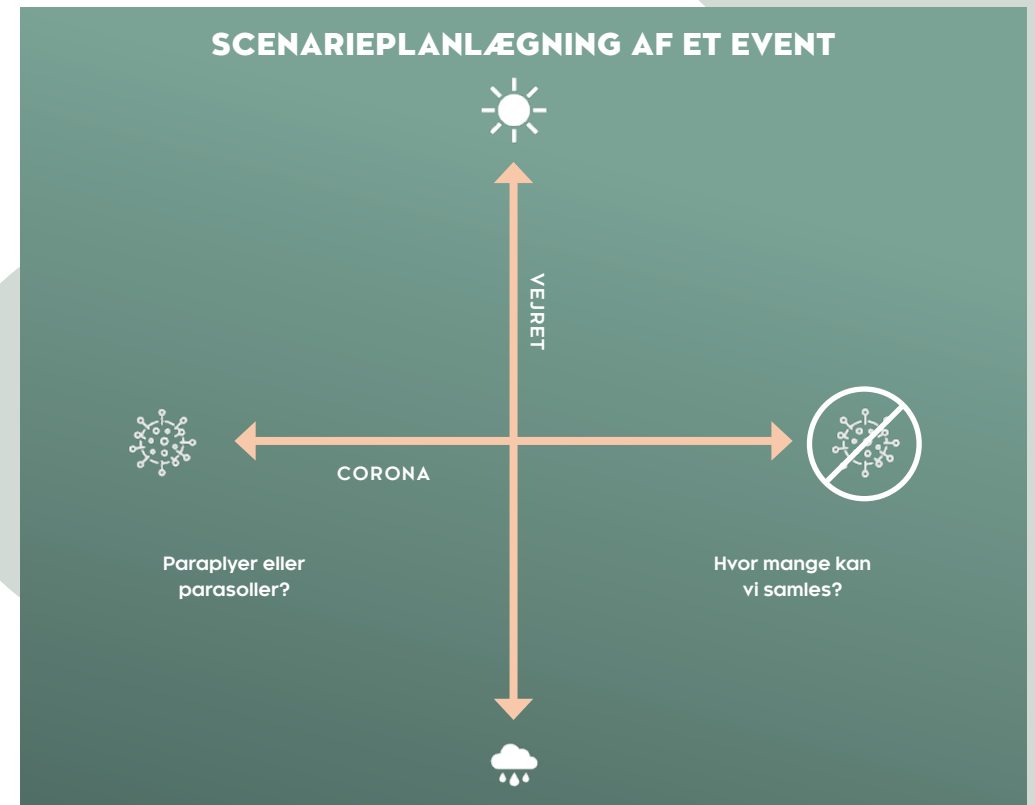 SCENARIEPLANLÆGNING AF ET EVENT
VEJRET
CORONA
Paraplyer eller
parasoller?
Hvor mange kan
vi samles?